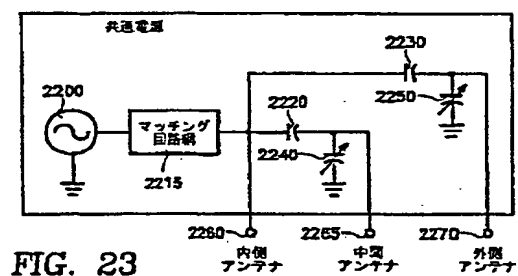 共通電源
2230
2200
2250
2220
マッチング
回路網
2240
2215
2260
2265
2270
内側
アンテナ
中間
アンテナ
外側
アンテナ
FIG. 23